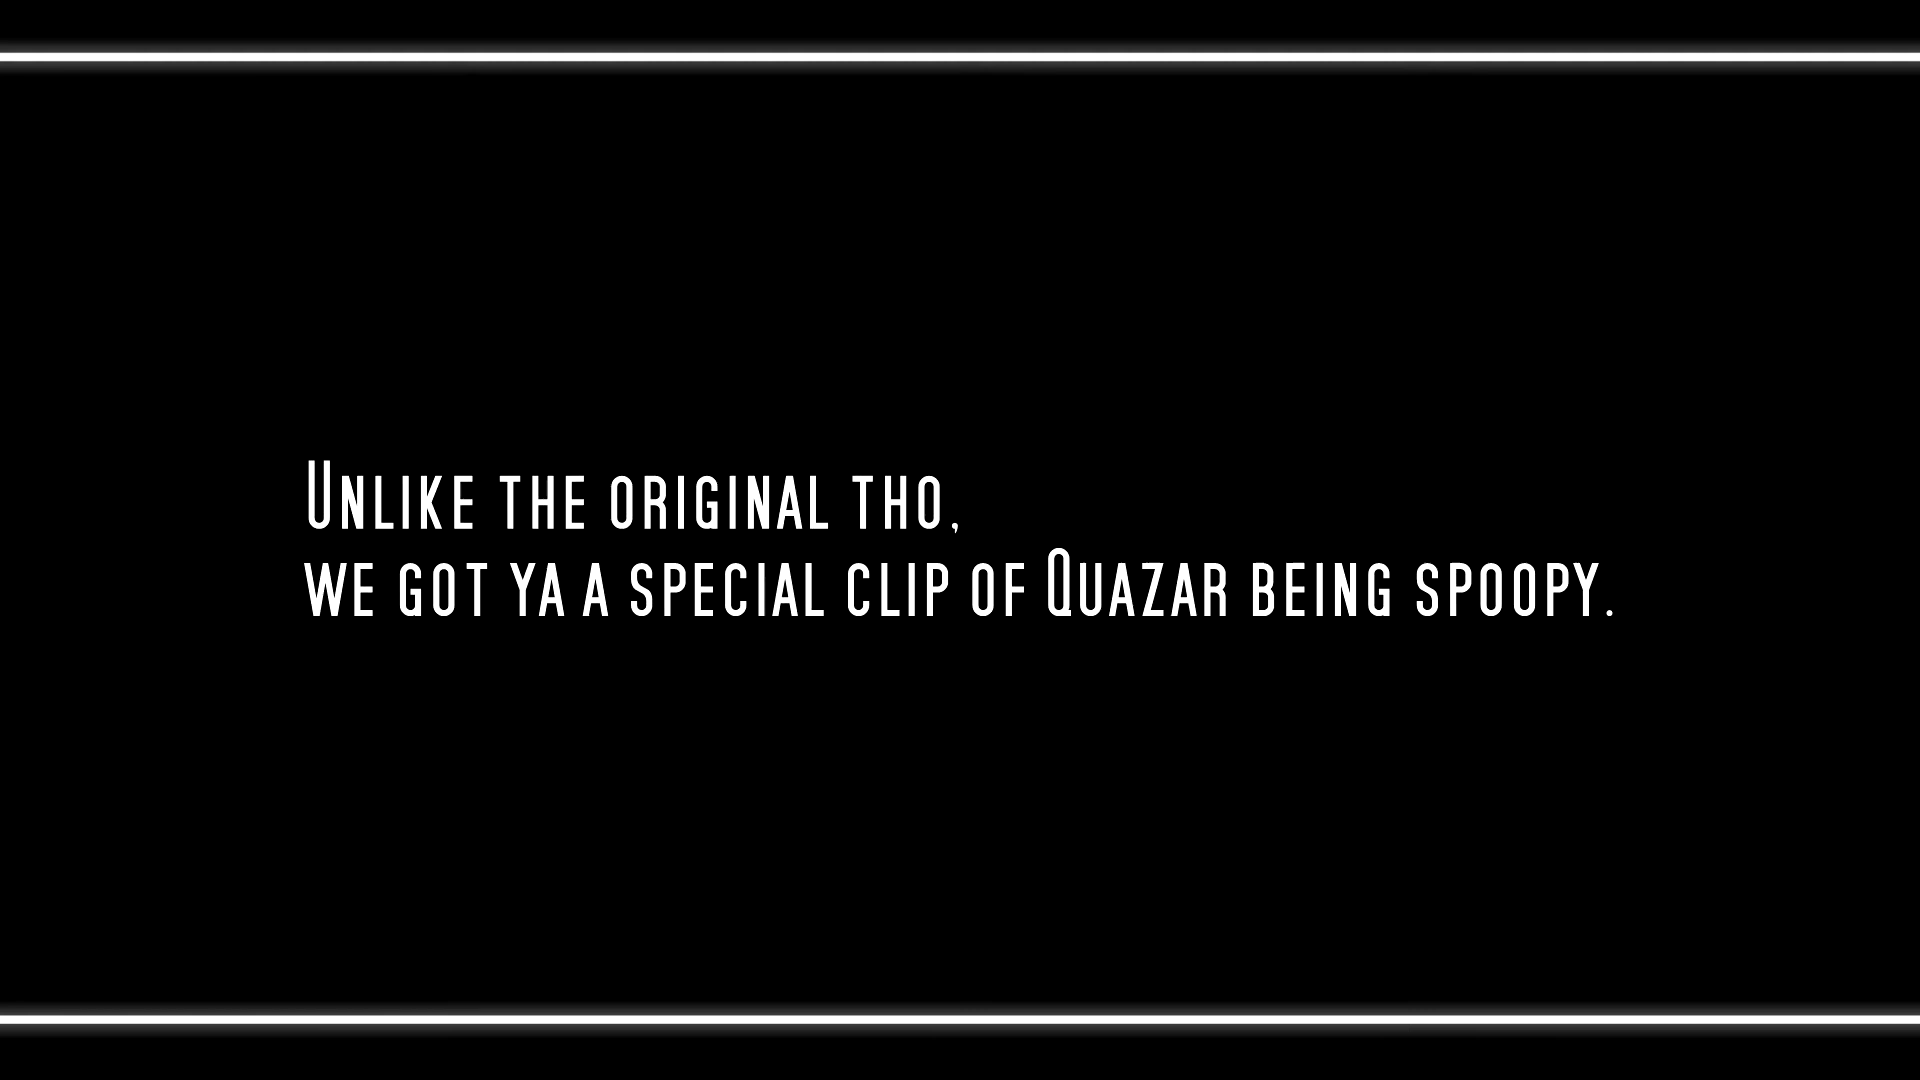 Unlike the original tho,
we got ya a special clip of Quazar being spoopy.